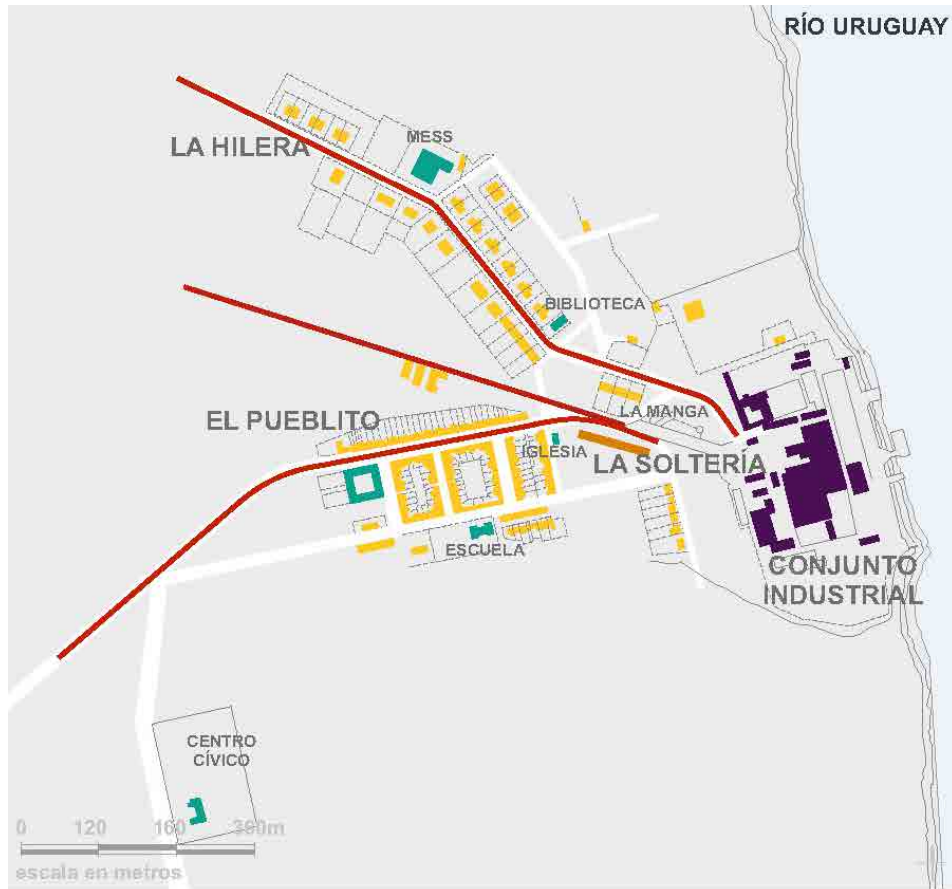 RÍO URUGUAY
MESS
LA HILERA
BIBLIOTECA
LA MANGA
EL PUEBLITO
IGLESIA
LA SOLTERÍA
ESCUELA
CONJUNTO
INDUSTRIAL
CENTRO
CÍVICO
0 120 160 300m
escala en metros